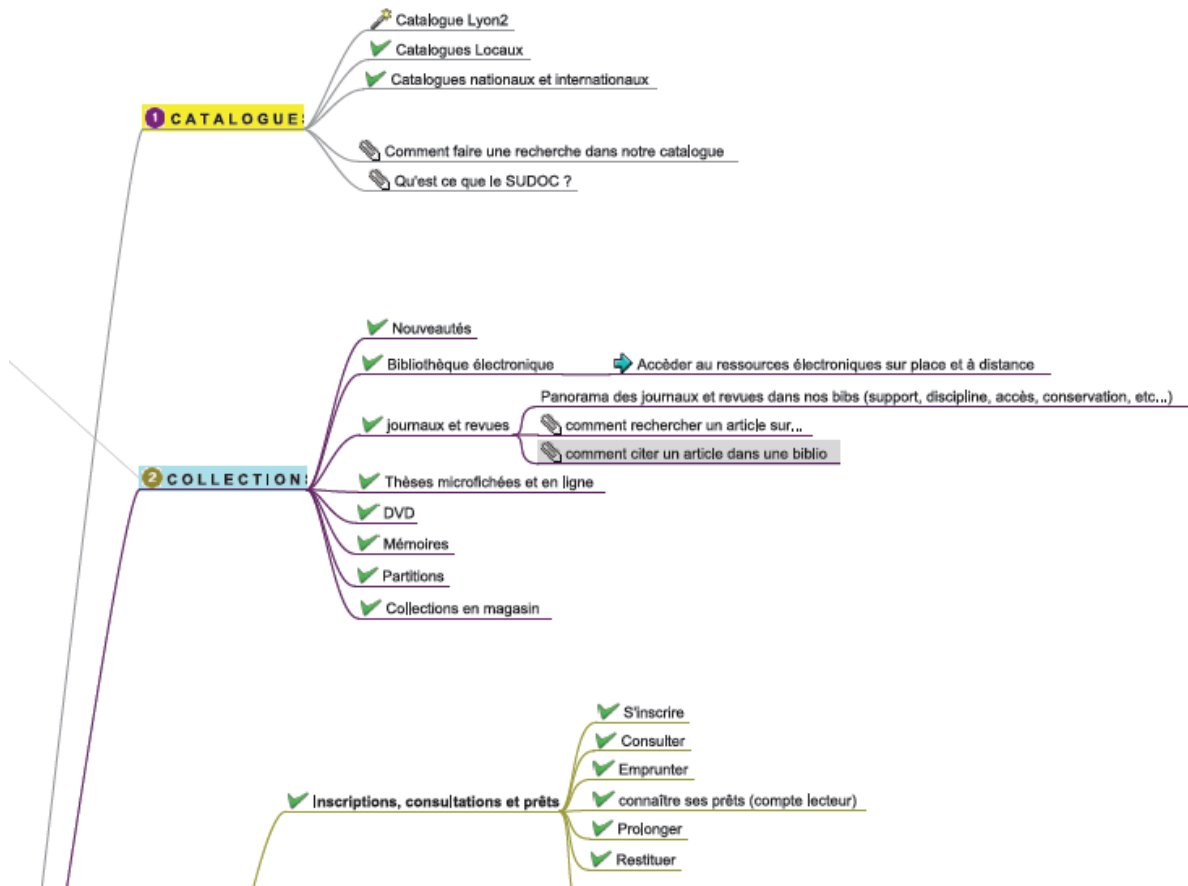 Catalogue Lyon2
Catalogues Locaux
Catalogues nationaux et internationaux
1 CATALOGUE
Comment faire une recherche dans notre catalogue
Qu'est ce que le SUDOC ?
Nouveautés
Bibliothèque électronique
Accèder au ressources électroniques sur place et à distance
Panorama des journaux et revues dans nos bibs (support, discipline, accès, conservation, etc...)
journaux et revues
comment rechercher un article sur...
comment citer un article dans une biblio
2 COLLECTION
Thèses microfichées et en ligne
DVD
Mémoires
Partitions
Collections en magasin
S'inscrire
Consulter
Emprunter
Inscriptions, consultations et prêts
connaître ses prêts (compte lecteur)
Prolonger
Restituer